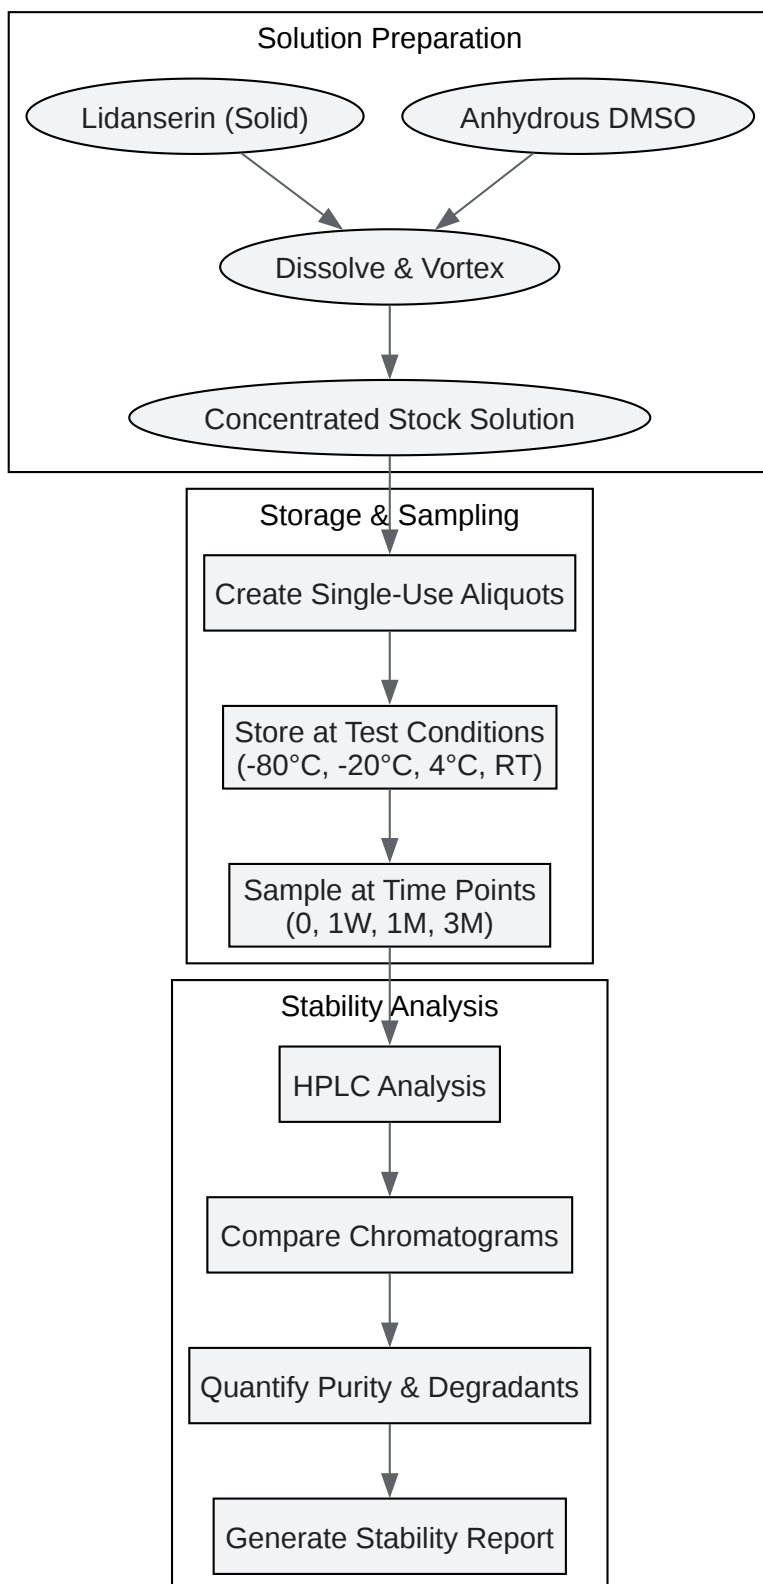 Solution Preparation
Lidanserin (Solid)
Anhydrous DMSO
Dissolve & Vortex
Concentrated Stock Solution
Storage & Sampling
Create Single-Use Aliquots
Store at Test Conditions
(-80°C, -20°C, 4°C, RT)
Sample at Time Points
(0, 1W, 1M, 3M)
Stability Analysis
HPLC Analysis
Compare Chromatograms
Quantify Purity & Degradants
Generate Stability Report